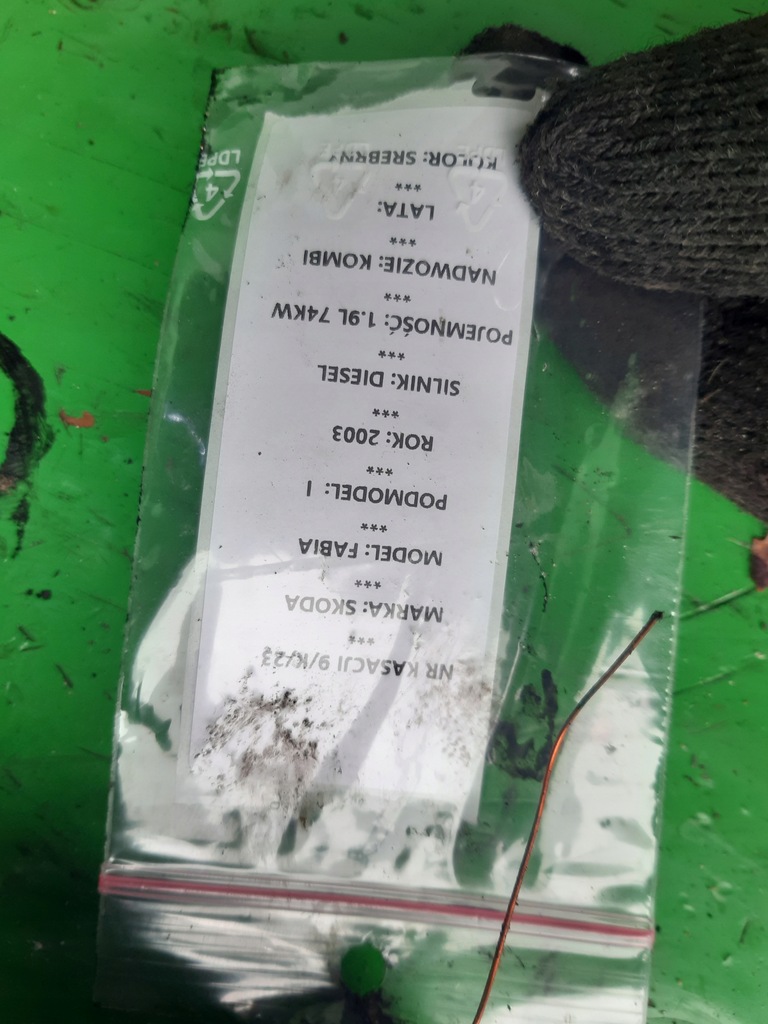 NR KASACJI 9/K/23
***
MARKA: SKODA
***
MODEL: FABIA
***
PODMODEL: I
***
ROK: 2003
***
SILNIK: DIESEL
***
POJEMNOŚĆ: 1.9L 74KW
***
NADWOZIE: KOMBI
***
LATA:
***
KOLOR: SREBRNY
4
LDPE